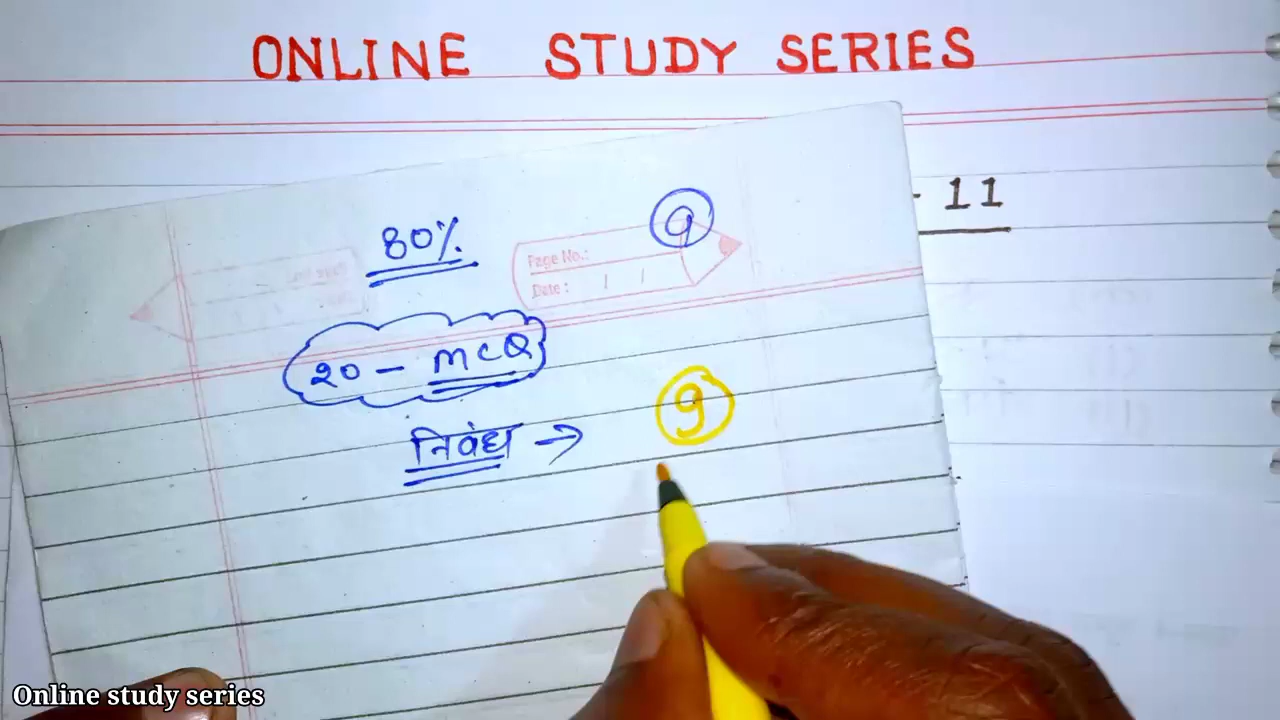 ONLINE STUDY SERIES
- 11
80%
9
Page No.:
Date : / /
20 - MCQ
निबंध →
9
Online study series